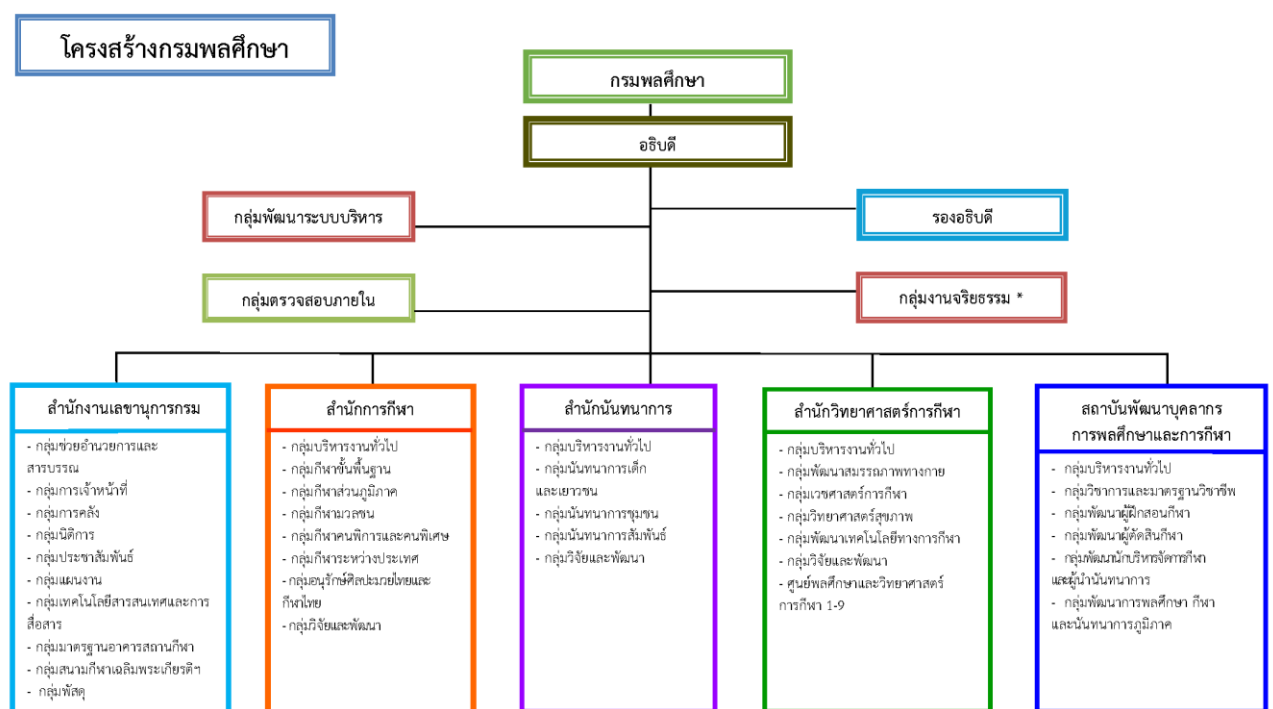 โครงสร้างกรมพลศึกษา
กรมพลศึกษา
อธิบดี
กลุ่มพัฒนาระบบบริหาร
รองอธิบดี
กลุ่มตรวจสอบภายใน
กลุ่มงานจริยธรรม *
สำนักงานเลขานุการกรม
- กลุ่มช่วยอำนวยการและ
สารบรรณ
- กลุ่มการเจ้าหน้าที่
- กลุ่มการคลัง
- กลุ่มนิติการ
- กลุ่มประชาสัมพันธ์
- กลุ่มแผนงาน
- กลุ่มเทคโนโลยีสารสนเทศและการ
สื่อสาร
- กลุ่มมาตรฐานอาคารสถานกีฬา
- กลุ่มสนามกีฬาเฉลิมพระเกียรติฯ
- กลุ่มพัสดุ
สำนักการกีฬา
- กลุ่มบริหารงานทั่วไป
- กลุ่มกีฬาขั้นพื้นฐาน
- กลุ่มกีฬาส่วนภูมิภาค
- กลุ่มกีฬามวลชน
- กลุ่มกีฬาคนพิการและคนพิเศษ
- กลุ่มกีฬาระหว่างประเทศ
- กลุ่มอนุรักษ์ศิลปะมวยไทยและ
กีฬาไทย
- กลุ่มวิจัยและพัฒนา
สำนักนันทนาการ
- กลุ่มบริหารงานทั่วไป
- กลุ่มนันทนาการเด็ก
และเยาวชน
- กลุ่มนันทนาการชุมชน
- กลุ่มนันทนาการสัมพันธ์
- กลุ่มวิจัยและพัฒนา
สำนักวิทยาศาสตร์การกีฬา
- กลุ่มบริหารงานทั่วไป
- กลุ่มพัฒนาสมรรถภาพทางกาย
- กลุ่มเวชศาสตร์การกีฬา
- กลุ่มวิทยาศาสตร์สุขภาพ
- กลุ่มพัฒนาเทคโนโลยีทางการกีฬา
- กลุ่มวิจัยและพัฒนา
- ศูนย์พลศึกษาและวิทยาศาสตร์
การกีฬา 1-9
สถาบันพัฒนาบุคลากร
การพลศึกษาและการกีฬา
- กลุ่มบริหารงานทั่วไป
- กลุ่มวิชาการและมาตรฐานวิชาชีพ
- กลุ่มพัฒนาผู้ฝึกสอนกีฬา
- กลุ่มพัฒนาผู้ตัดสินกีฬา
- กลุ่มพัฒนานักบริหารจัดการกีฬา
และผู้นำนันทนาการ
- กลุ่มพัฒนาการพลศึกษา กีฬา
และนันทนาการภูมิภาค